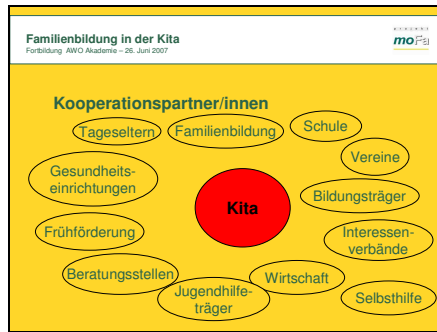 Familienbildung in der Kita
Fortbildung AWO Akademie – 26. Juni 2007
moFa
Kooperationspartner/innen
Tageseltern
Familienbildung
Schule
Vereine
Gesundheits-
einrichtungen
Kita
Bildungsträger
Frühförderung
Interessen-
verbände
Beratungsstellen
Wirtschaft
Jugendhilfe-
träger
Selbsthilfe